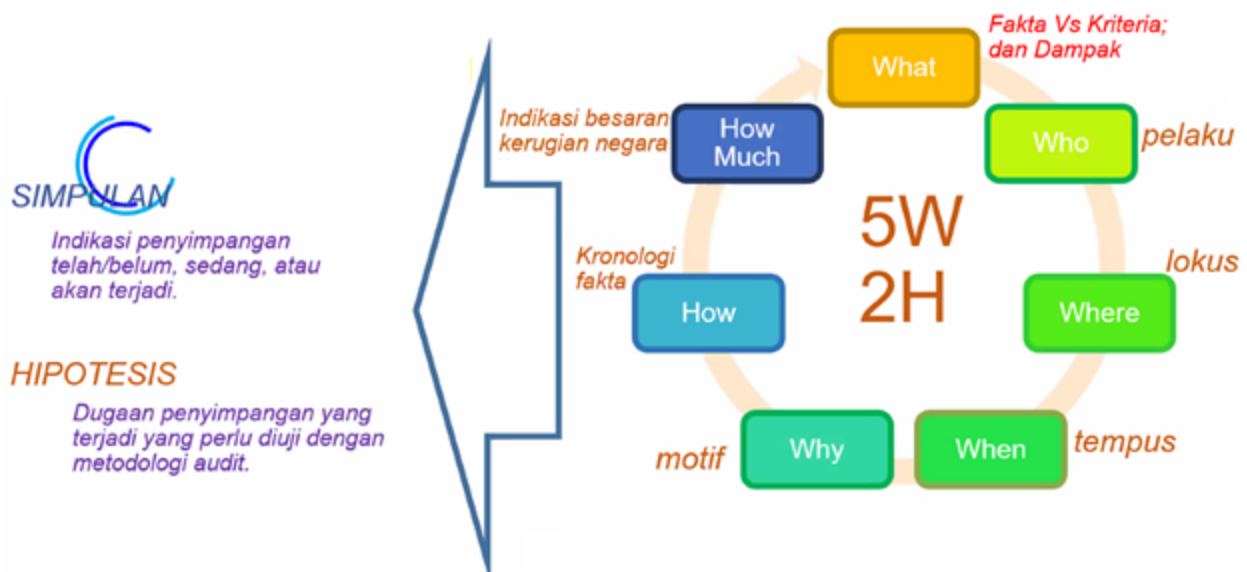 SIMPULAN
Indikasi penyimpangan
telah/belum, sedang, atau
akan terjadi.
HIPOTESIS
Dugaan penyimpangan yang
terjadi yang perlu diuji dengan
metodologi audit.
5W
2H
What
Fakta Vs Kriteria;
dan Dampak
Who
pelaku
Where
lokus
When
tempus
Why
motif
How
Kronologi
fakta
How
Much
Indikasi besaran
kerugian negara